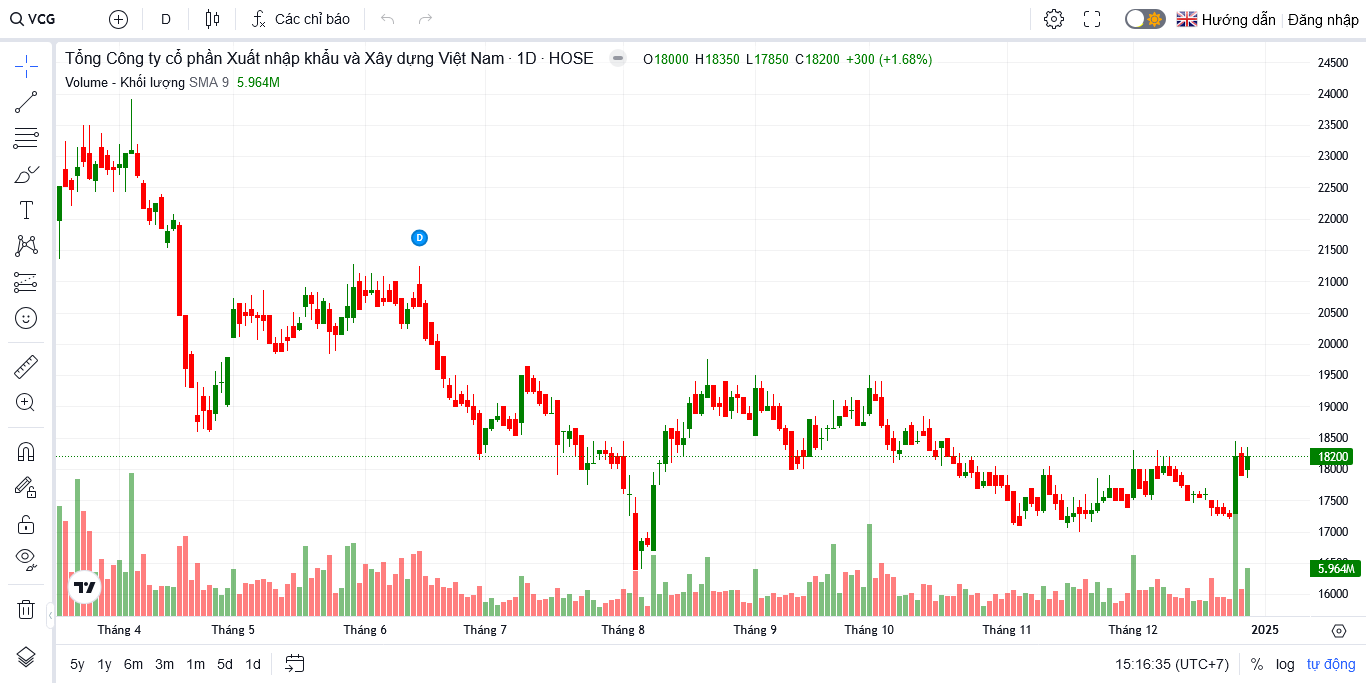 VCG D Các chỉ báo Hướng dẫn Đăng nhập
Tổng Công ty cổ phần Xuất nhập khẩu và Xây dựng Việt Nam · 1D · HOSE O18000 H18350 L17850 C18200 +300 (+1.68%)
Volume - Khối lượng SMA 9 5.964M
D
24500
24000
23500
23000
22500
22000
21500
21000
20500
20000
19500
19000
18500
18200
18000
17500
17000
5.964M
16000
Tháng 4 Tháng 5 Tháng 6 Tháng 7 Tháng 8 Tháng 9 Tháng 10 Tháng 11 Tháng 12 2025
5y 1y 6m 3m 1m 5d 1d 15:16:35 (UTC+7) % log tự động